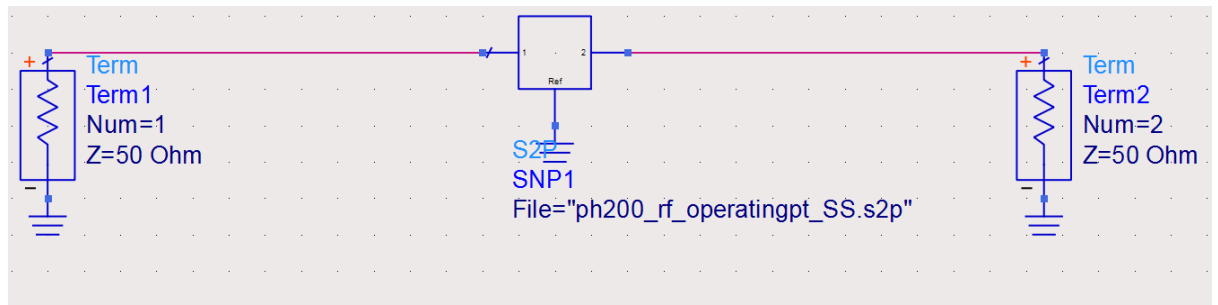 +
Term
Term1
Num=1
Z=50 Ohm
-
1
2
Ref
S2P
SNP1
File="ph200_rf_operatingpt_SS.s2p"
+
Term
Term2
Num=2
Z=50 Ohm
-